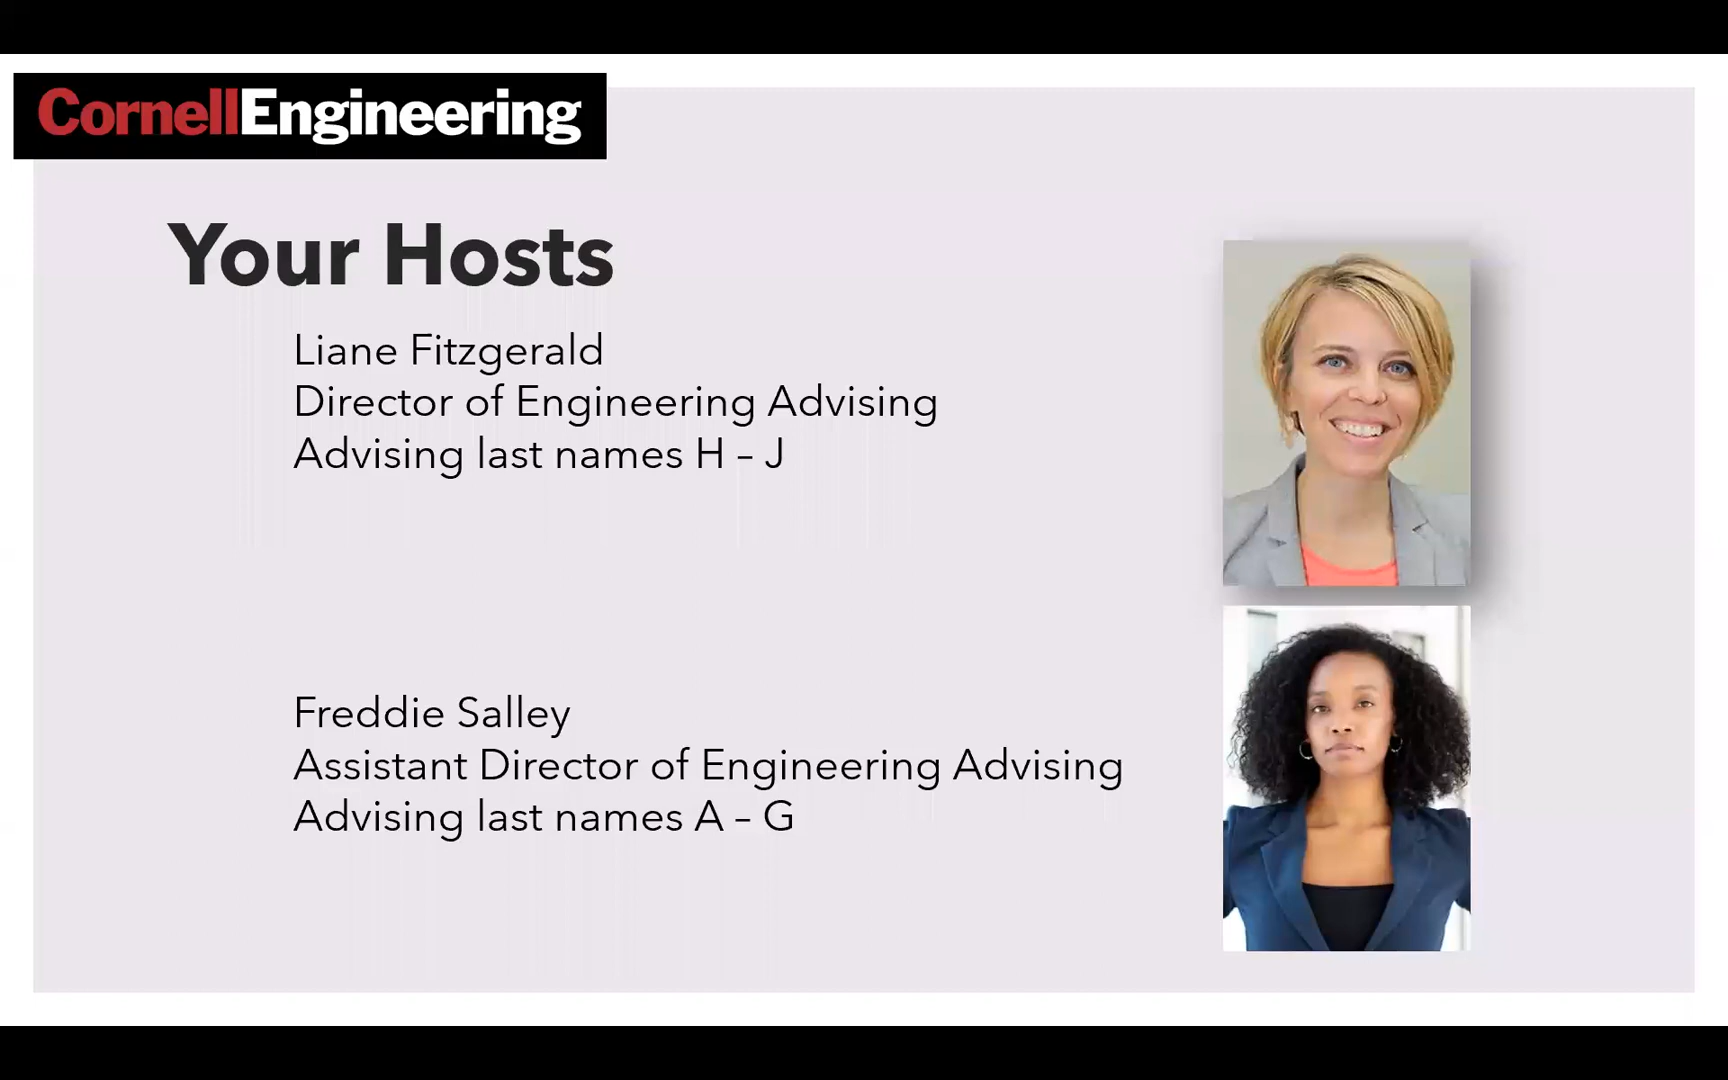 CornellEngineering
Your Hosts
Liane Fitzgerald
Director of Engineering Advising
Advising last names H – J
Freddie Salley
Assistant Director of Engineering Advising
Advising last names A – G